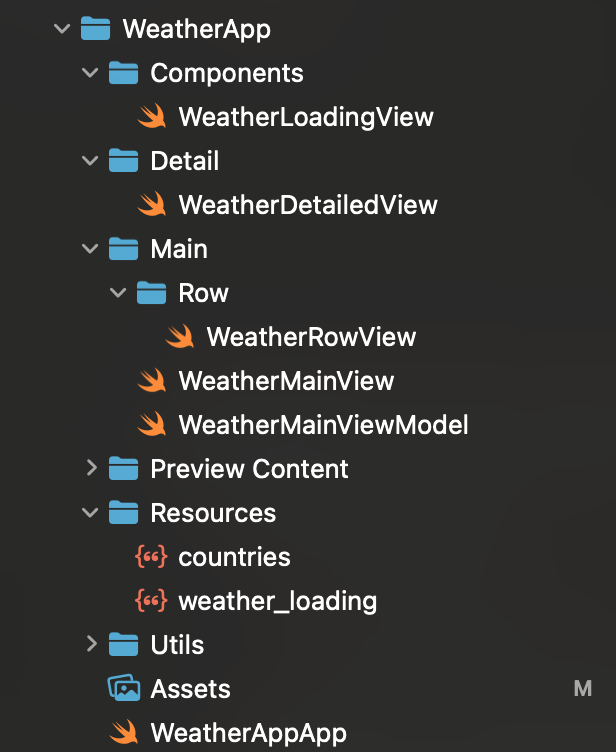 WeatherApp
Components
WeatherLoadingView
Detail
WeatherDetailedView
Main
Row
WeatherRowView
WeatherMainView
WeatherMainViewModel
Preview Content
Resources
countries
weather_loading
Utils
Assets M
WeatherAppApp